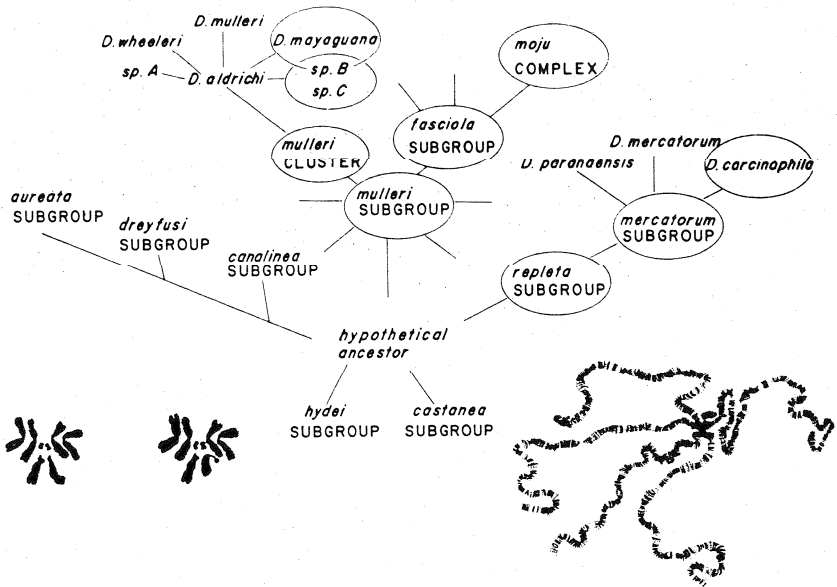 D. mulleri
D. wheeleri
D. mayaguana
sp. A
D. aldrichi
sp. B
sp. C
moju
COMPLEX
fasciola
SUBGROUP
mulleri
CLUSTER
mulleri
SUBGROUP
D. mercatorum
D. paranaensis
D. carcinophila
mercatorum
SUBGROUP
aureata
SUBGROUP
dreyfusi
SUBGROUP
canalinea
SUBGROUP
repleta
SUBGROUP
hypothetical
ancestor
hydei
SUBGROUP
castanea
SUBGROUP